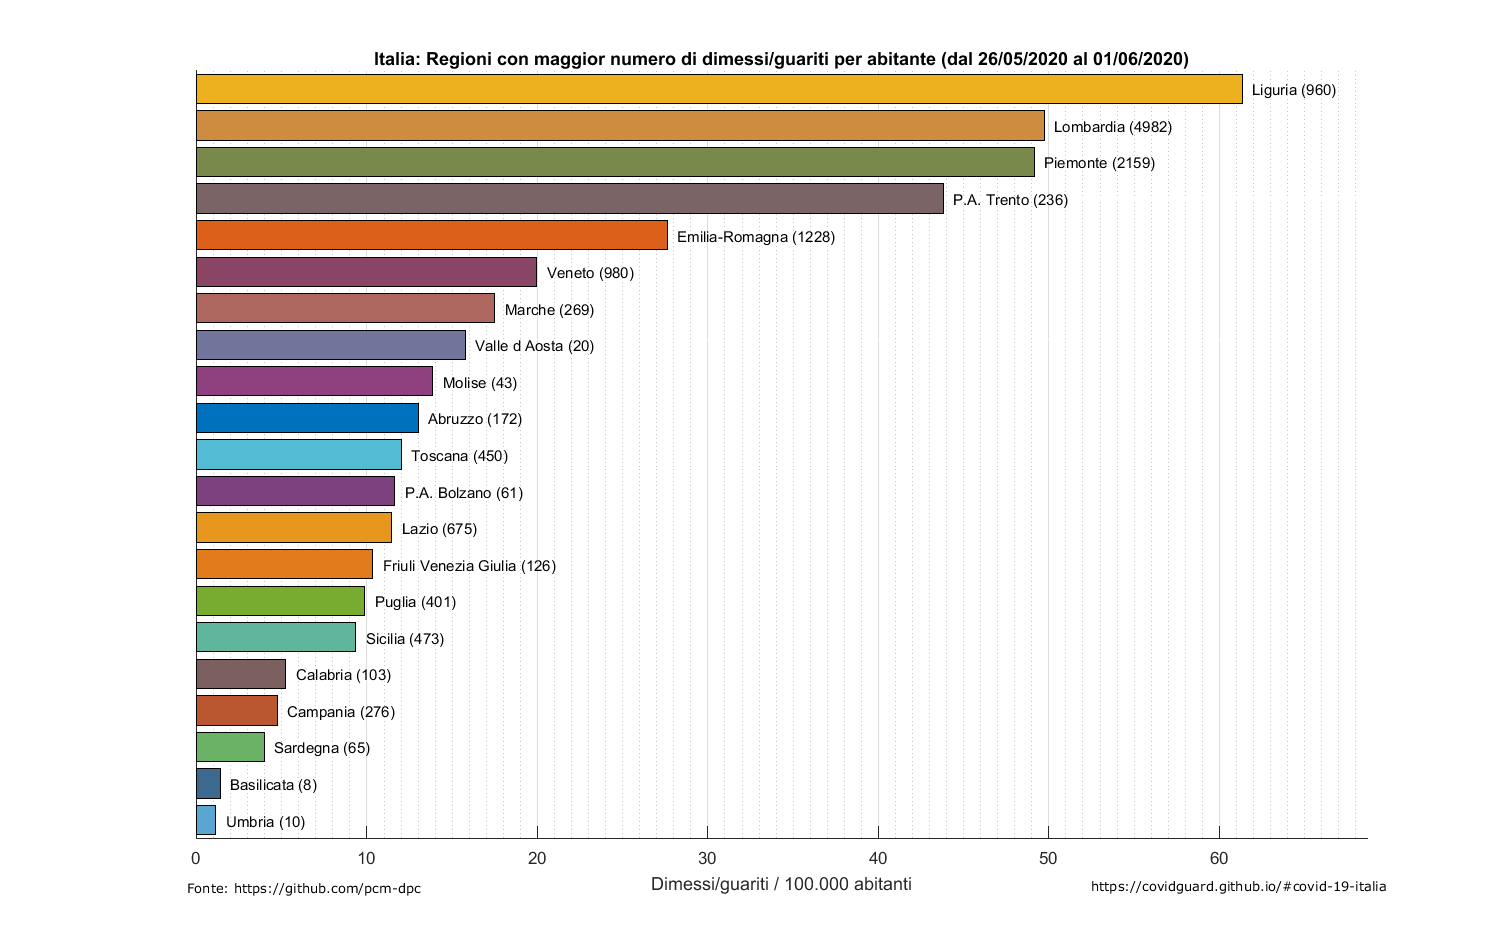 Italia: Regioni con maggior numero di dimessi/guariti per abitante (dal 26/05/2020 al 01/06/2020)
Liguria (960)
Lombardia (4982)
Piemonte (2159)
P.A. Trento (236)
Emilia-Romagna (1228)
Veneto (980)
Marche (269)
Valle d Aosta (20)
Molise (43)
Abruzzo (172)
Toscana (450)
P.A. Bolzano (61)
Lazio (675)
Friuli Venezia Giulia (126)
Puglia (401)
Sicilia (473)
Calabria (103)
Campania (276)
Sardegna (65)
Basilicata (8)
Umbria (10)
0 10 20 30 40 50 60
Dimessi/guariti / 100.000 abitanti
Fonte: https://github.com/pcm-dpc
https://covidguard.github.io/#covid-19-italia